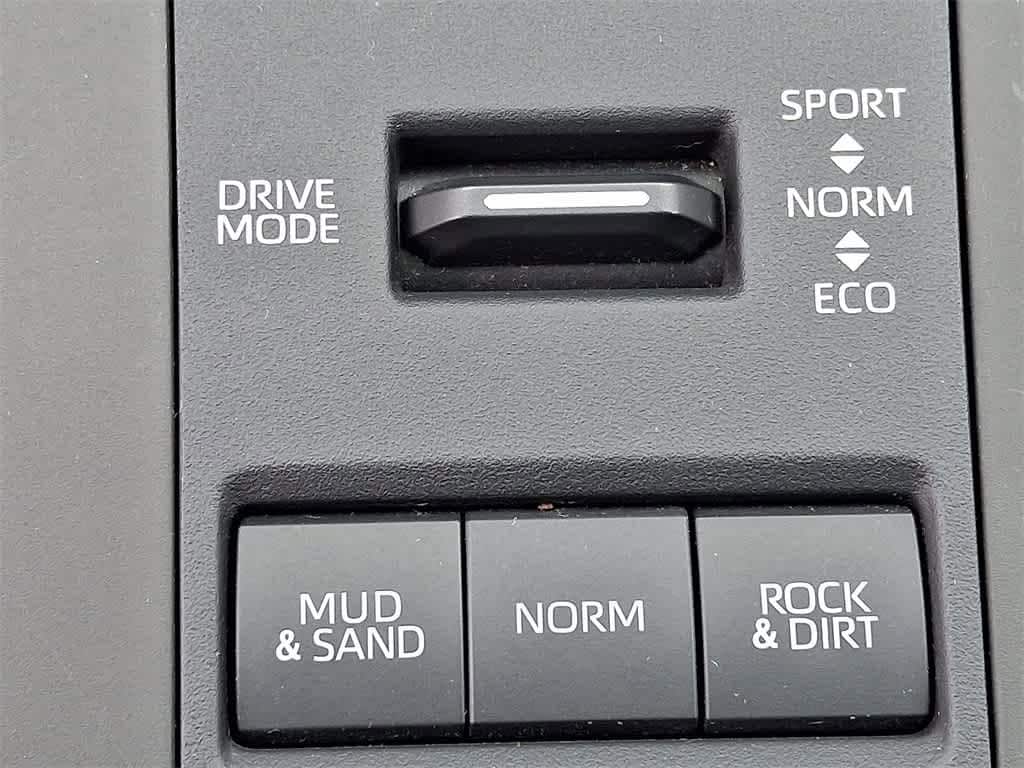 SPORT
DRIVE
MODE
NORM
ECO
MUD
& SAND
NORM
ROCK
& DIRT